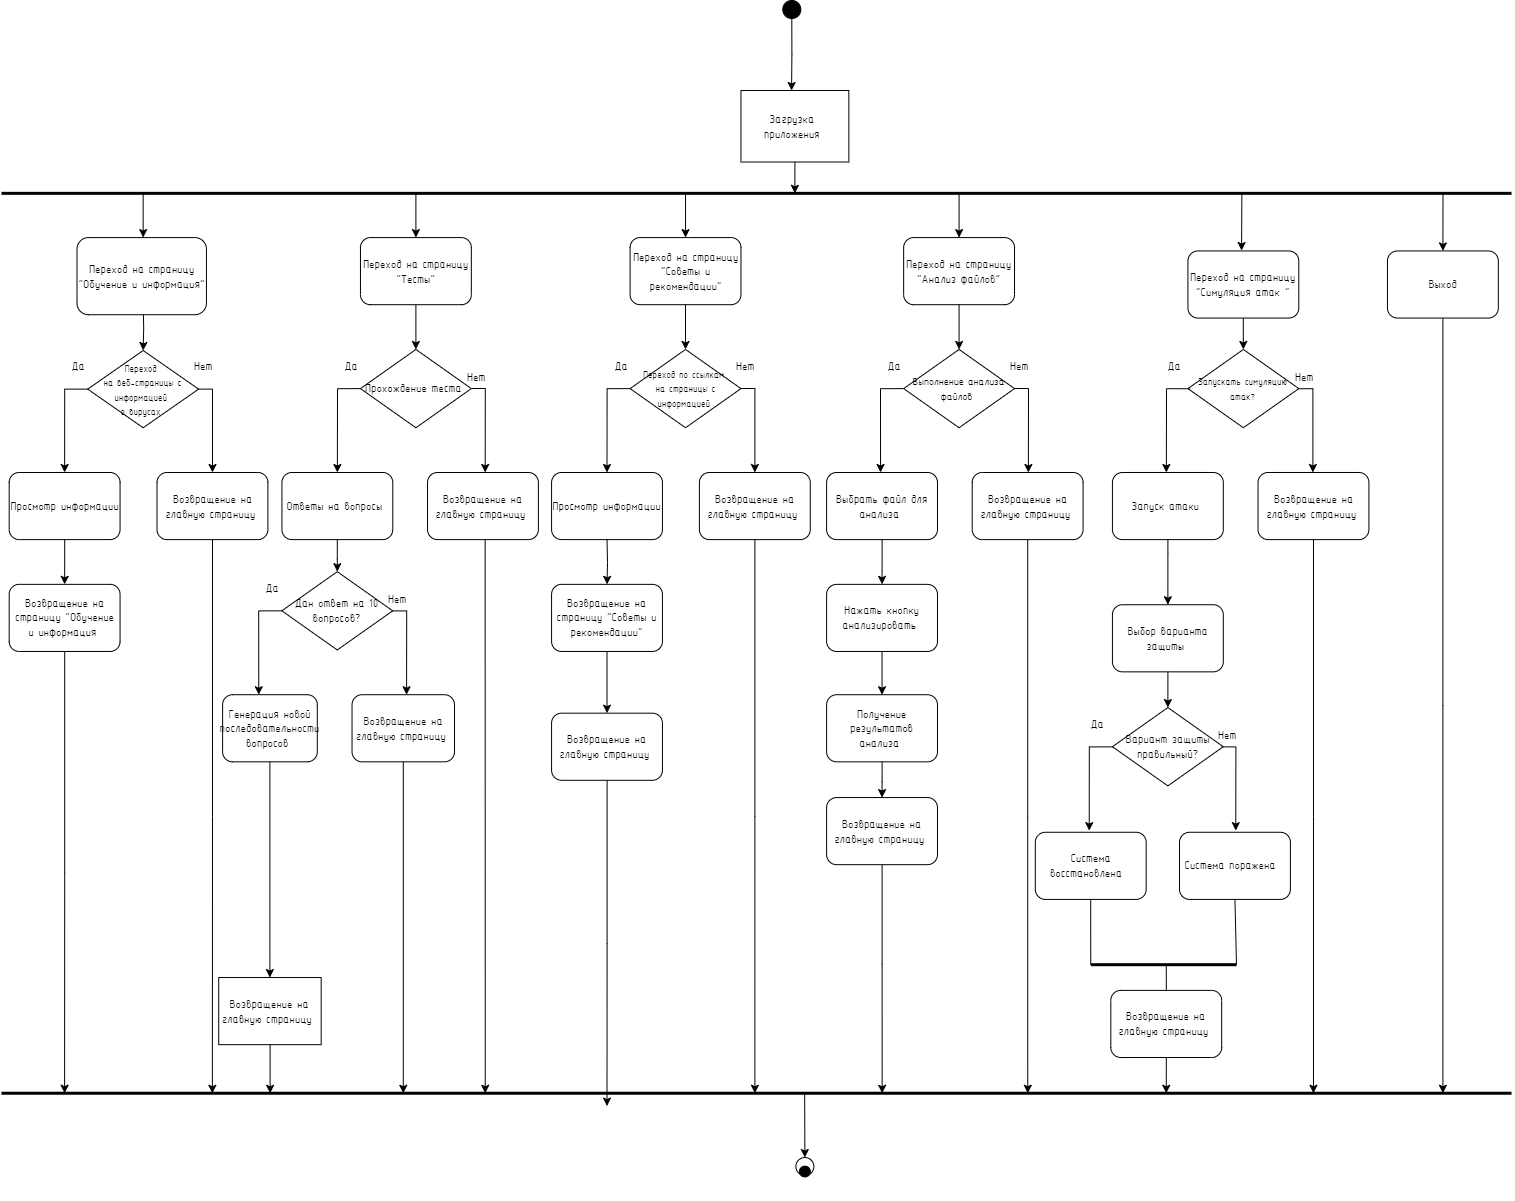 Загрузка
приложения
Переход на страницу
"Обучение и информация"
Переход на страницу
"Тесты"
Переход на страницу
"Советы и
рекомендации"
Переход на страницу
"Анализ файлов"
Переход на страницу
"Симуляция атак "
Выход
Да
Переход
на веб-страницы с
информацией
о вирусах
Нет
Да
Прохождение теста
Нет
Да
Переход по ссылкам
на страницы с
информацией
Нет
Да
Выполнение анализа
файлов
Нет
Да
Запускать симуляцию
атак?
Нет
Просмотр информации
Возвращение на
главную страницу
Ответы на вопросы
Возвращение на
главную страницу
Просмотр информации
Возвращение на
главную страницу
Выбрать файл для
анализа
Возвращение на
главную страницу
Запуск атаки
Возвращение на
главную страницу
Возвращение на
страницу "Обучение
и информация
Да
Дан ответ на 10
вопросов?
Нет
Возвращение на
страницу "Советы и
рекомендации"
Нажать кнопку
анализировать
Выбор варианта
защиты
Генерация новой
последовательности
вопросов
Возвращение на
главную страницу
Возвращение на
главную страницу
Получение
результатов
анализа
Да
Вариант защиты
правильный?
Нет
Возвращение на
главную страницу
Система
восстановлена
Система поражена
Возвращение на
главную страницу
Возвращение на
главную страницу